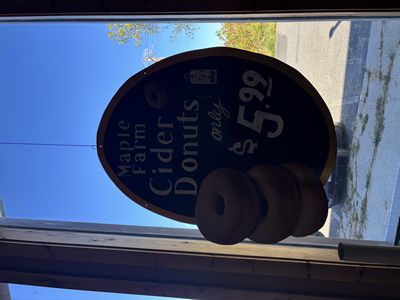 Maple
Farm
Cider
Donuts
only
$5.99